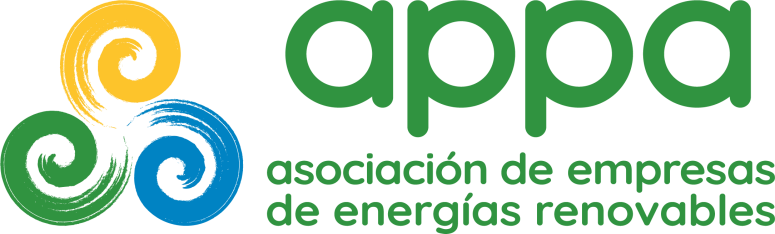 appa
asociación de empresas
de energías renovables